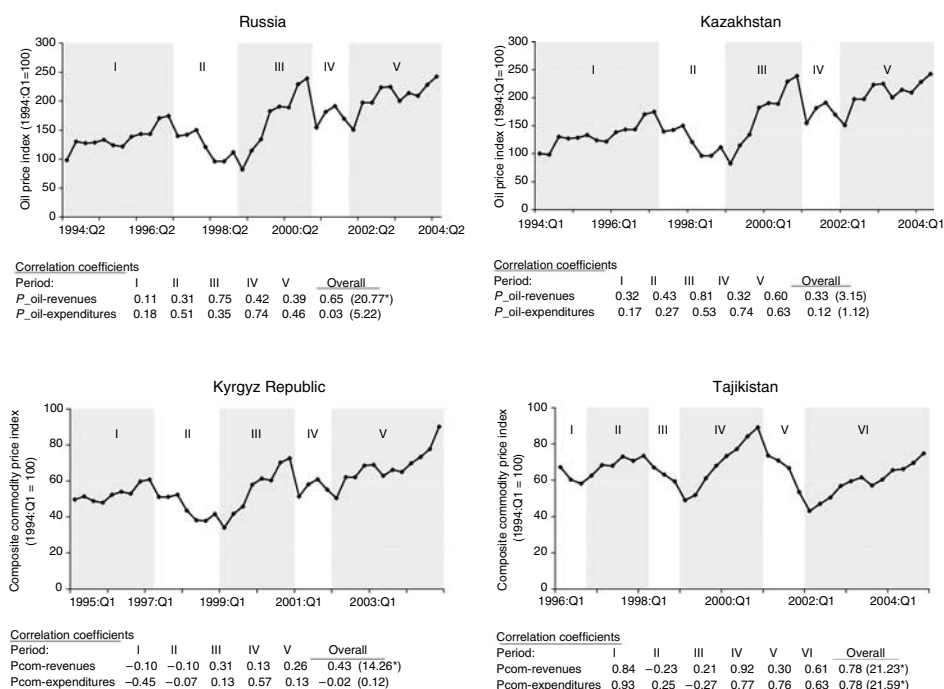 Russia
Oil price index (1994:Q1=100)
300
250
200
150
100
50
0
I II III IV V
1994:Q2 1996:Q2 1998:Q2 2000:Q2 2002:Q2 2004:Q2
Correlation coefficients
Period: I II III IV V Overall
P_oil-revenues 0.11 0.31 0.75 0.42 0.39 0.65 (20.77*)
P_oil-expenditures 0.18 0.51 0.35 0.74 0.46 0.03 (5.22)
Kazakhstan
Oil price index (1994:Q1=100)
300
250
200
150
100
50
0
I II III IV V
1994:Q1 1996:Q1 1998:Q1 2000:Q1 2002:Q1 2004:Q1
Correlation coefficients
Period: I II III IV V Overall
P_oil-revenues 0.32 0.43 0.81 0.32 0.60 0.33 (3.15)
P_oil-expenditures 0.17 0.27 0.53 0.74 0.63 0.12 (1.12)
Kyrgyz Republic
Composite commodity price index
(1994:Q1 = 100)
100
80
60
40
20
0
I II III IV V
1995:Q1 1997:Q1 1999:Q1 2001:Q1 2003:Q1
Correlation coefficients
Period: I II III IV V Overall
Pcom-revenues −0.10 −0.10 0.31 0.13 0.26 0.43 (14.26*)
Pcom-expenditures −0.45 −0.07 0.13 0.57 0.13 −0.02 (0.12)
Tajikistan
Composite commodity price index
(1994:Q1 = 100)
100
80
60
40
20
0
I II III IV V VI
1996:Q1 1998:Q1 2000:Q1 2002:Q1 2004:Q1
Correlation coefficients
Period: I II III IV V VI Overall
Pcom-revenues 0.84 −0.23 0.21 0.92 0.30 0.61 0.78 (21.23*)
Pcom-expenditures 0.93 0.25 −0.27 0.77 0.76 0.63 0.78 (21.59*)